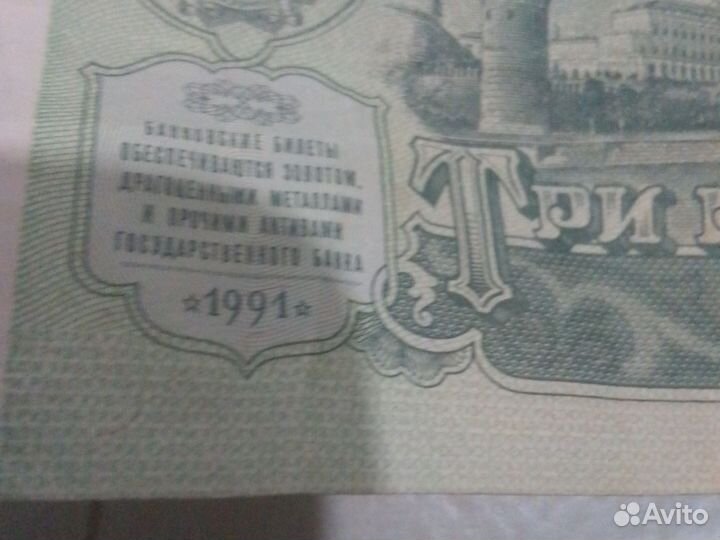 БАНКОВСКИЕ БИЛЕТЫ
ОБЕСПЕЧИВАЮТСЯ ЗОЛОТОМ,
ДРАГОЦЕННЫМИ МЕТАЛЛАМИ
И ПРОЧИМИ АКТИВАМИ
ГОСУДАРСТВЕННОГО БАНКА
☆1991☆
ТРИ
Avito